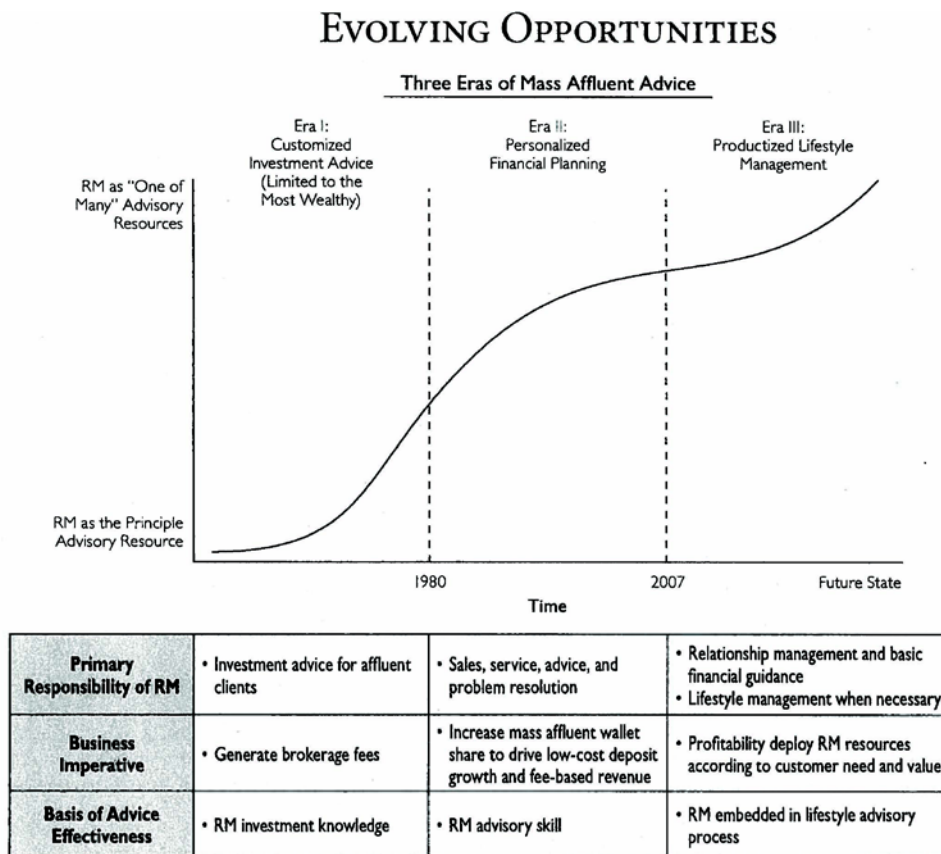 EVOLVING OPPORTUNITIES
Three Eras of Mass Affluent Advice
Era I:
Customized
Investment Advice
(Limited to the
Most Wealthy)
Era II:
Personalized
Financial Planning
Era III:
Productized Lifestyle
Management
RM as "One of
Many" Advisory
Resources
RM as the Principle
Advisory Resource
1980
2007
Future State
Time
Primary
Responsibility of RM
• Investment advice for affluent
clients
• Sales, service, advice, and
problem resolution
• Relationship management and basic
financial guidance
• Lifestyle management when necessary
Business
Imperative
• Generate brokerage fees
• Increase mass affluent wallet
share to drive low-cost deposit
growth and fee-based revenue
• Profitability deploy RM resources
according to customer need and value
Basis of Advice
Effectiveness
• RM investment knowledge
• RM advisory skill
• RM embedded in lifestyle advisory
process